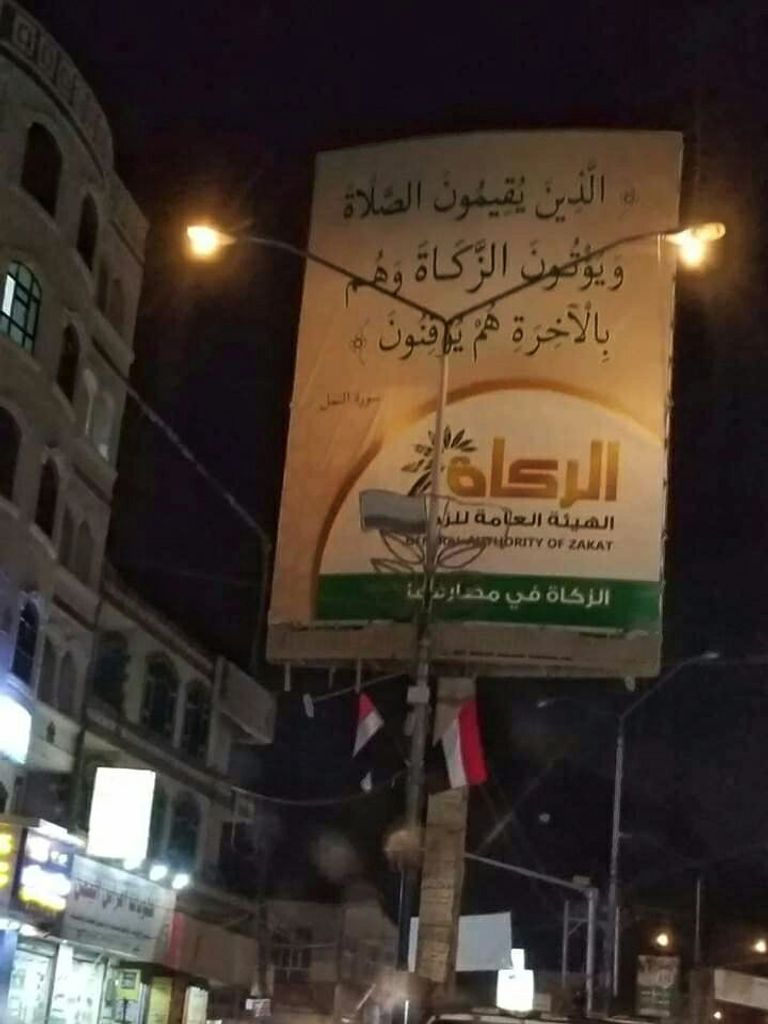 الَّذِينَ يُقِيمُونَ الصَّلَاةَ
وَيُؤْتُونَ الزَّكَاةَ وَهُم
بِالْآخِرَةِ هُمْ يُوقِنُونَ
سورة النمل
الزكاة
الهيئة العامة
AUTHORITY OF ZAKAT
الزكاة في مصارفها